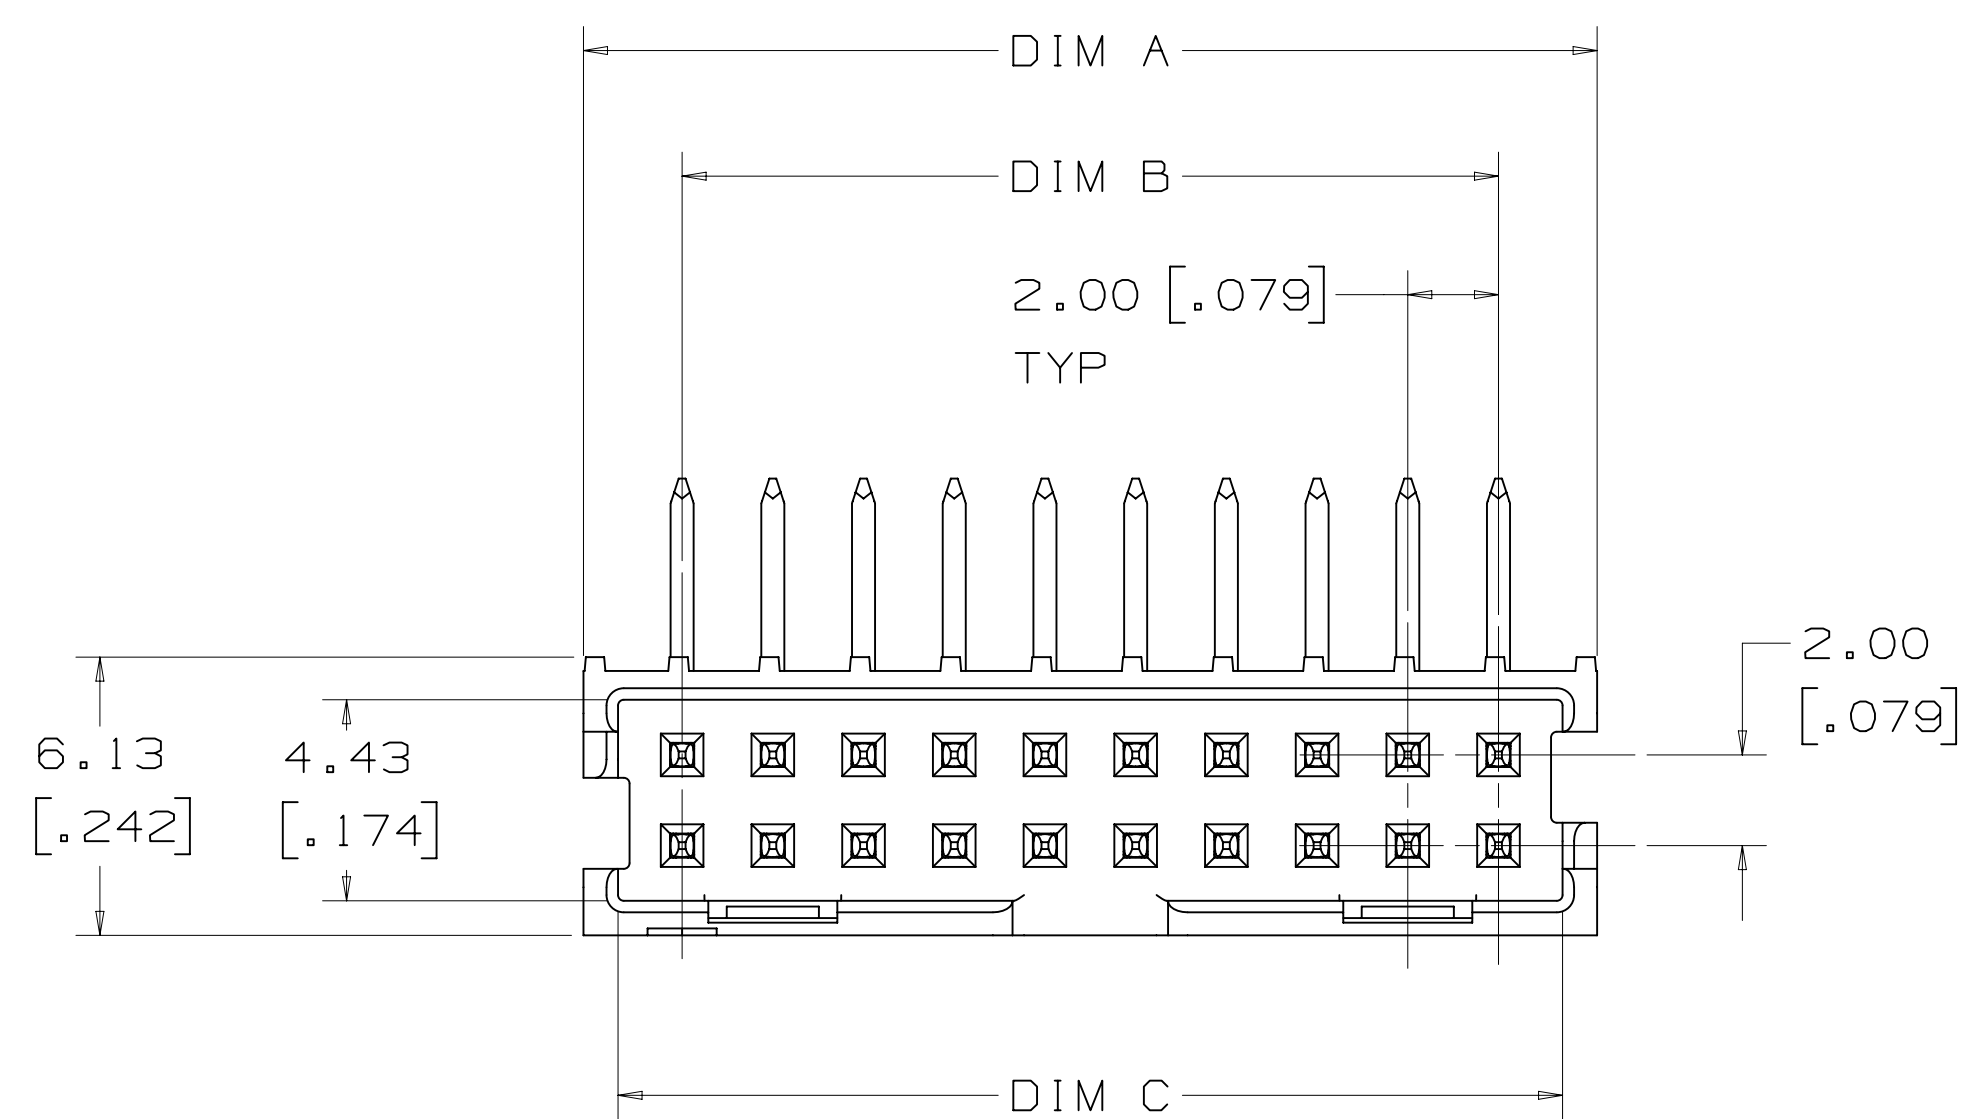 DIM A
DIM B
2.00 [.079]
TYP
2.00
[.079]
6.13
[.242]
4.43
[.174]
DIM C